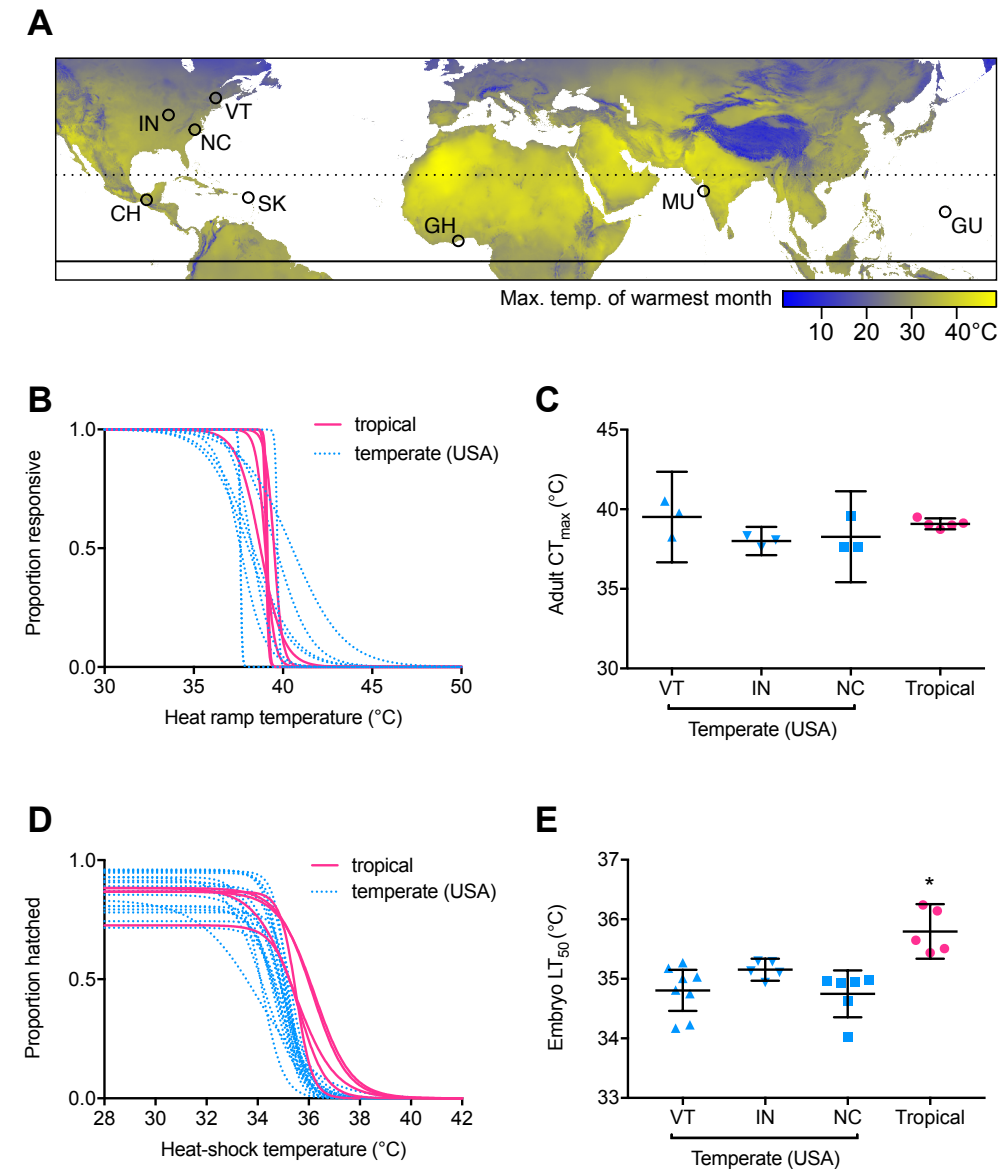 A
IN
VT
NC
CH
SK
GH
MU
GU
Max. temp. of warmest month
10 20 30 40°C
B
tropical
temperate (USA)
Proportion responsive
1.0
0.5
0.0
30 35 40 45 50
Heat ramp temperature (°C)
C
Adult CTmax (°C)
45
40
35
30
VT IN NC Tropical
Temperate (USA)
D
tropical
temperate (USA)
Proportion hatched
1.0
0.5
0.0
28 30 32 34 36 38 40 42
Heat-shock temperature (°C)
E
Embryo LT50 (°C)
37
36
35
34
33
*
VT IN NC Tropical
Temperate (USA)